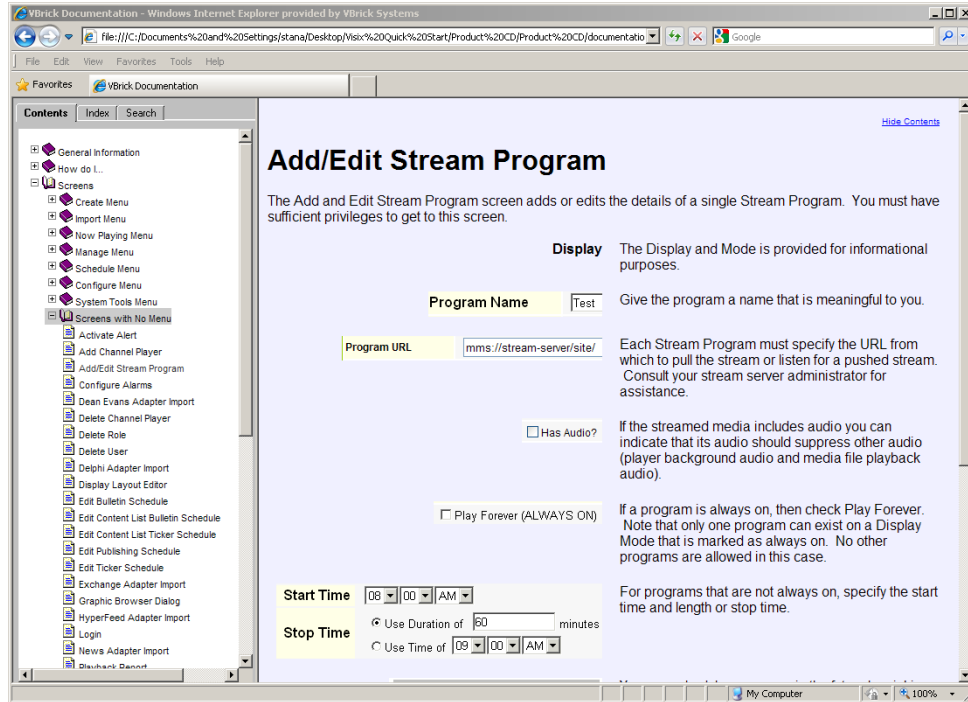 VBrick Documentation - Windows Internet Explorer provided by VBrick Systems
file:///C:/Documents%20and%20Settings/stana/Desktop/Visix%20Quick%20Start/Product%20CD/Product%20CD/documentatio
Google
File Edit View Favorites Tools Help
Favorites
VBrick Documentation
Contents Index Search
General Information
How do I...
Screens
Create Menu
Import Menu
Now Playing Menu
Manage Menu
Schedule Menu
Configure Menu
System Tools Menu
Screens with No Menu
Activate Alert
Add Channel Player
Add/Edit Stream Program
Configure Alarms
Dean Evans Adapter Import
Delete Channel Player
Delete Role
Delete User
Delphi Adapter Import
Display Layout Editor
Edit Bulletin Schedule
Edit Content List Bulletin Schedule
Edit Content List Ticker Schedule
Edit Publishing Schedule
Edit Ticker Schedule
Exchange Adapter Import
Graphic Browser Dialog
HyperFeed Adapter Import
Login
News Adapter Import
Playback Report
Hide Contents
Add/Edit Stream Program
The Add and Edit Stream Program screen adds or edits the details of a single Stream Program. You must have
sufficient privileges to get to this screen.
Display
The Display and Mode is provided for informational
purposes.
Program Name Test
Give the program a name that is meaningful to you.
Program URL mms://stream-server/site/
Each Stream Program must specify the URL from
which to pull the stream or listen for a pushed stream.
Consult your stream server administrator for
assistance.
Has Audio?
If the streamed media includes audio you can
indicate that its audio should suppress other audio
(player background audio and media file playback
audio).
Play Forever (ALWAYS ON)
If a program is always on, then check Play Forever.
Note that only one program can exist on a Display
Mode that is marked as always on. No other
programs are allowed in this case.
Start Time 08 00 AM
Stop Time
Use Duration of 60 minutes
Use Time of 09 00 AM
For programs that are not always on, specify the start
time and length or stop time.
My Computer
100%